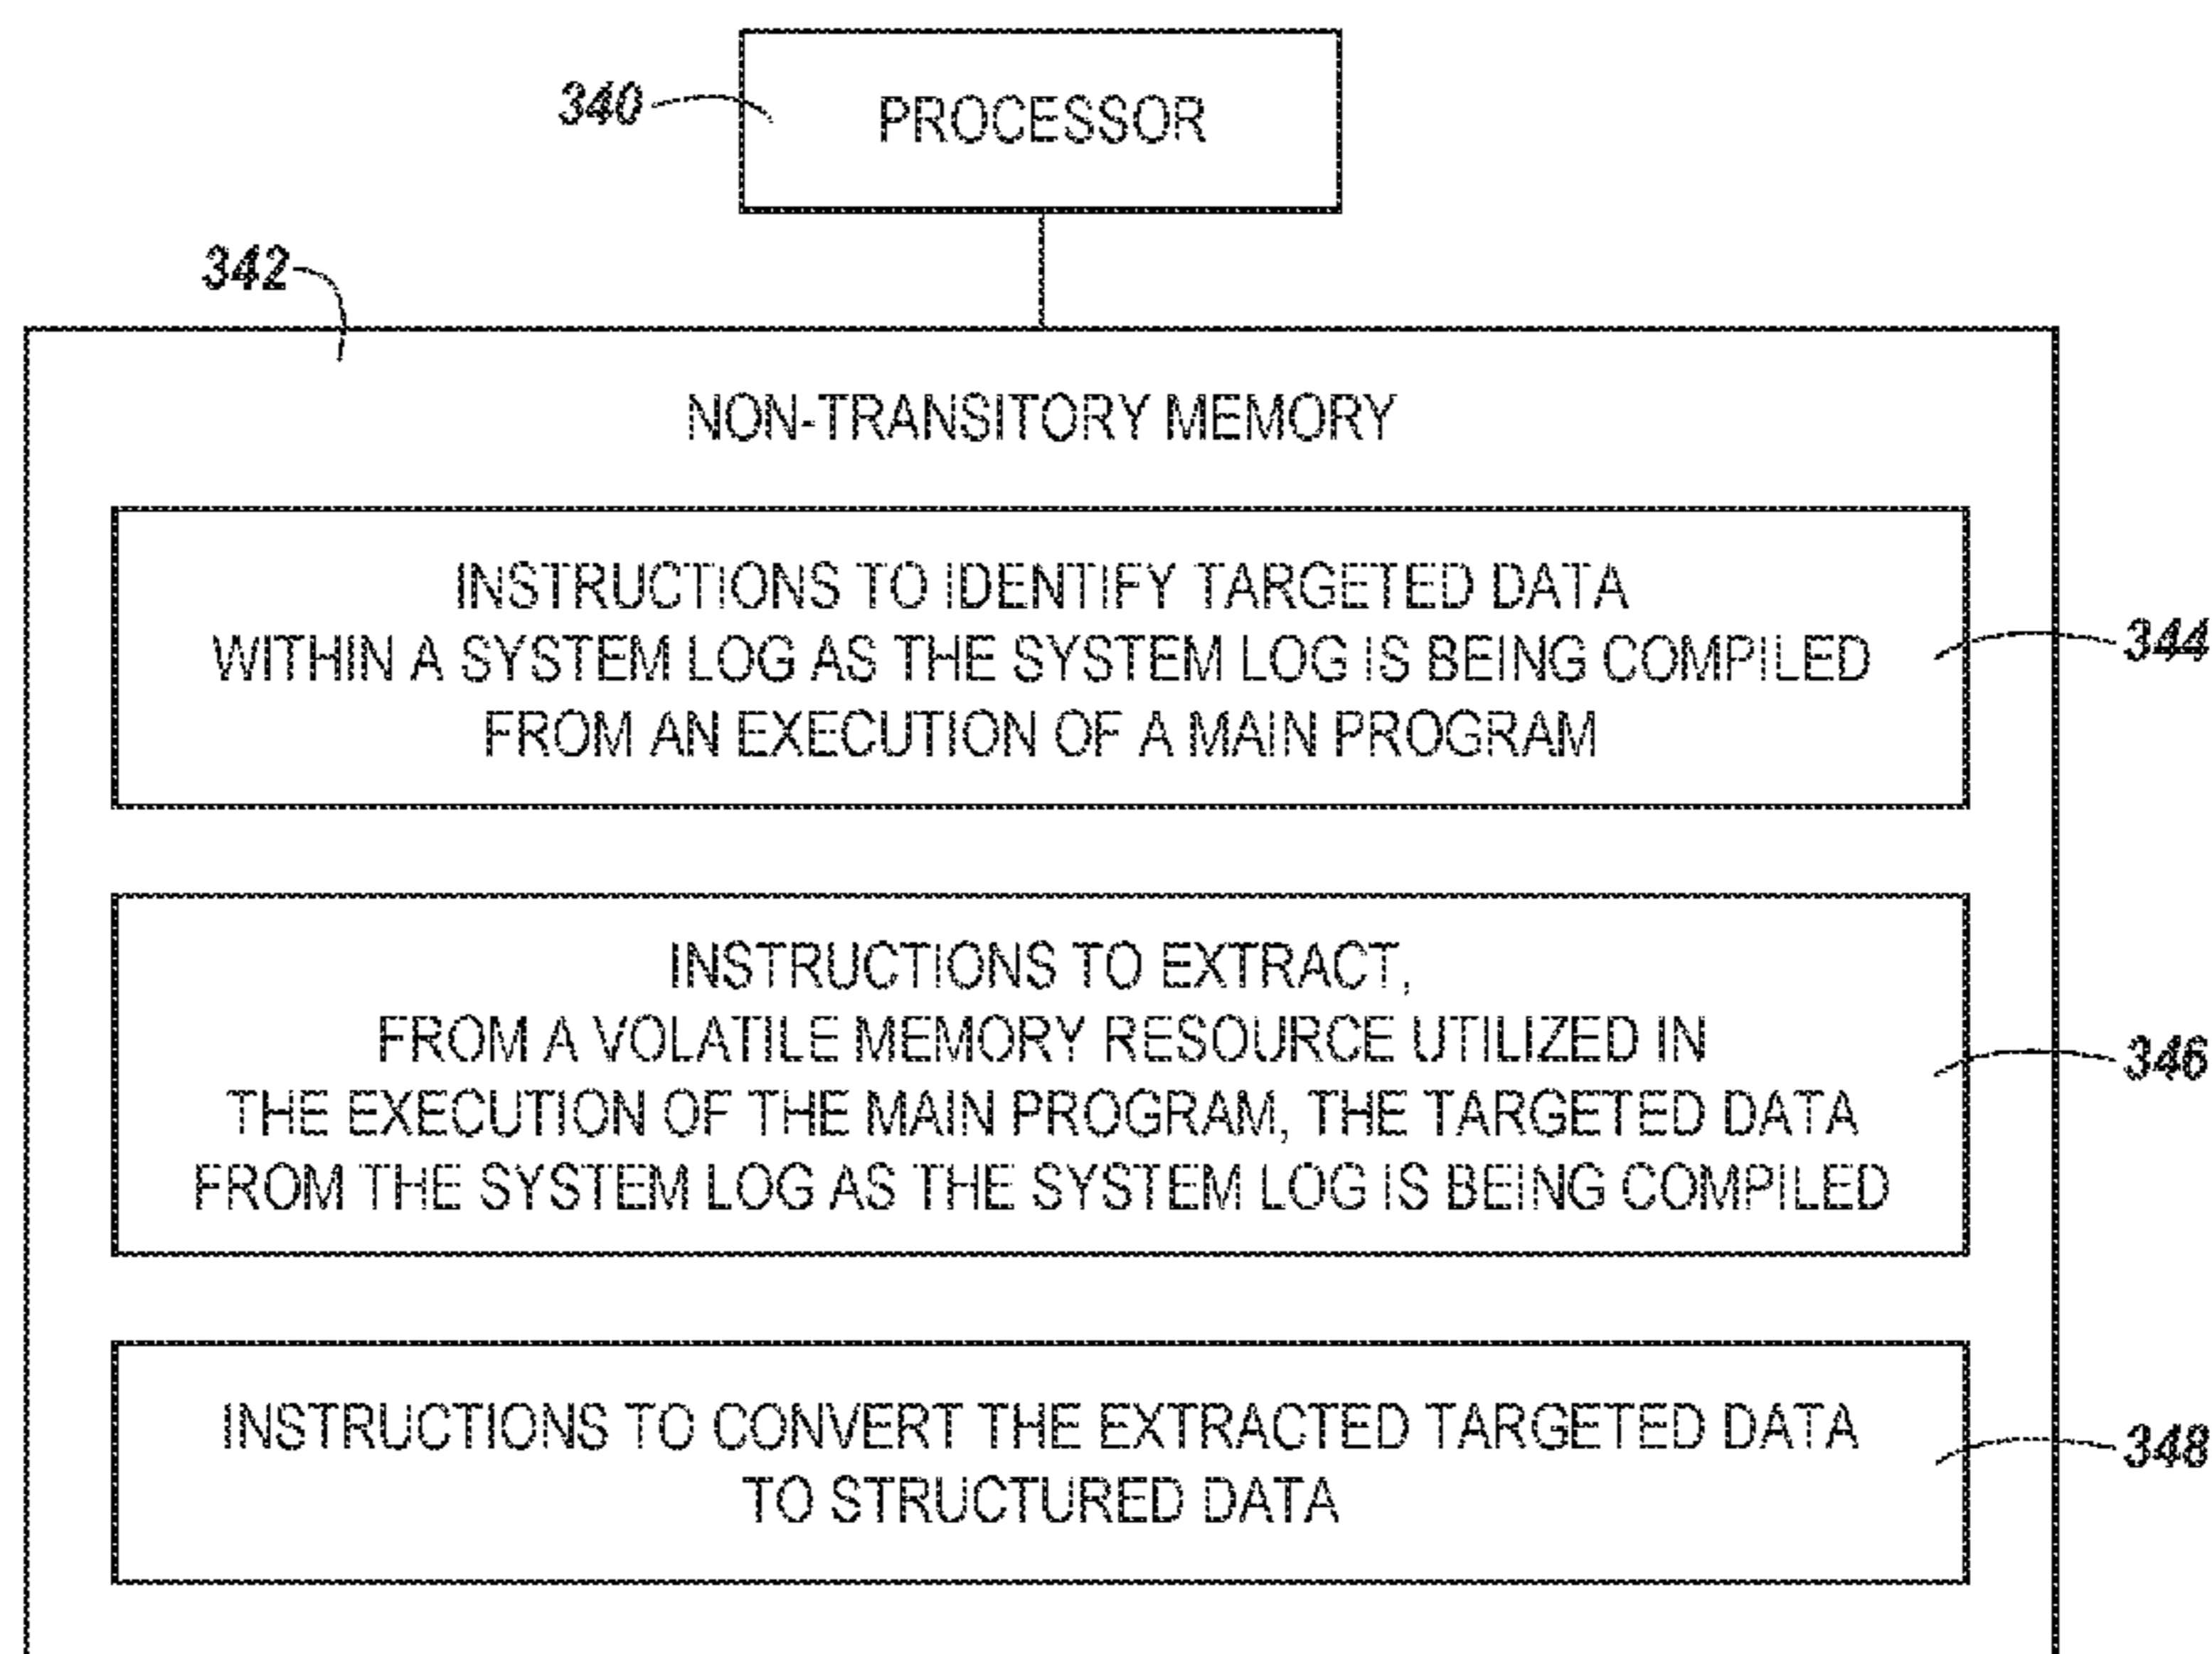 340
PROCESSOR
342
NON-TRANSITORY MEMORY
INSTRUCTIONS TO IDENTIFY TARGETED DATA
WITHIN A SYSTEM LOG AS THE SYSTEM LOG IS BEING COMPILED
FROM AN EXECUTION OF A MAIN PROGRAM
344
INSTRUCTIONS TO EXTRACT,
FROM A VOLATILE MEMORY RESOURCE UTILIZED IN
THE EXECUTION OF THE MAIN PROGRAM, THE TARGETED DATA
FROM THE SYSTEM LOG AS THE SYSTEM LOG IS BEING COMPILED
346
INSTRUCTIONS TO CONVERT THE EXTRACTED TARGETED DATA
TO STRUCTURED DATA
348